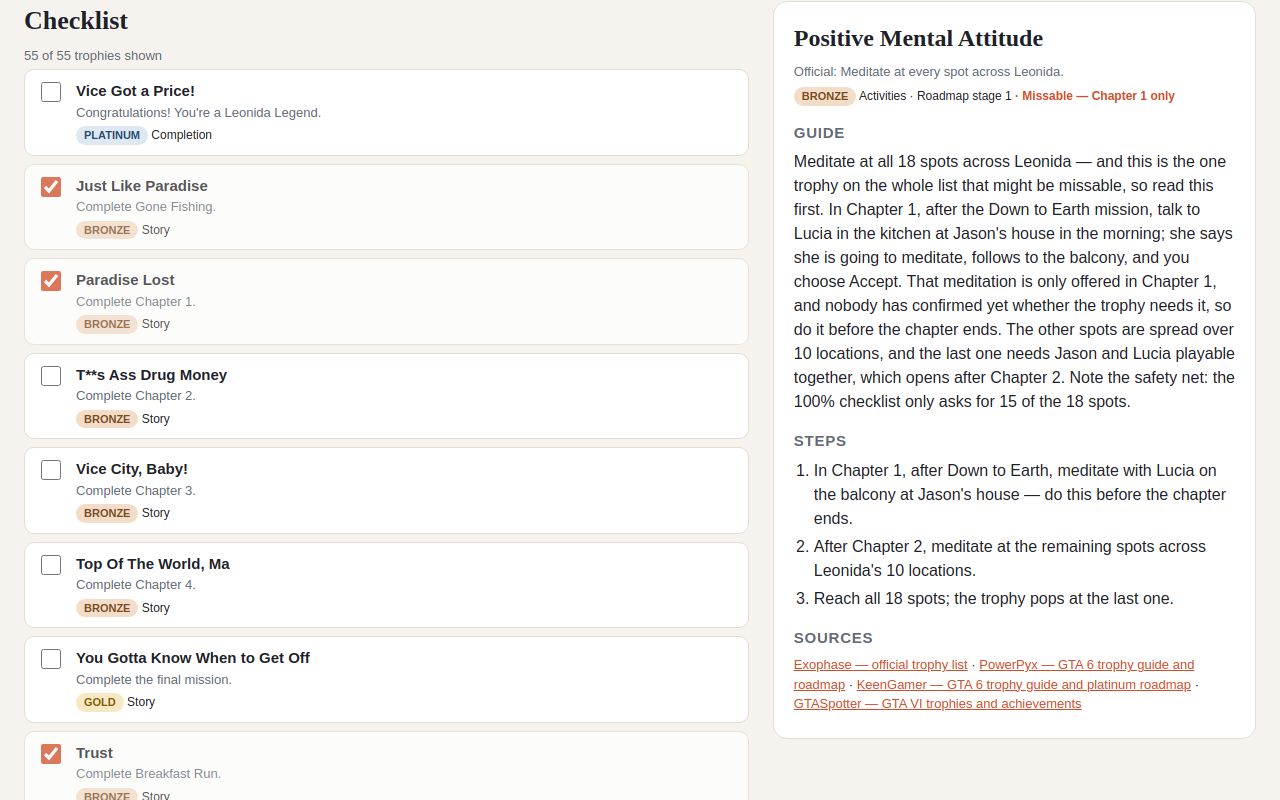 Checklist
55 of 55 trophies shown
Vice Got a Price!
Congratulations! You're a Leonida Legend.
PLATINUM Completion
Just Like Paradise
Complete Gone Fishing.
BRONZE Story
Paradise Lost
Complete Chapter 1.
BRONZE Story
T**s Ass Drug Money
Complete Chapter 2.
BRONZE Story
Vice City, Baby!
Complete Chapter 3.
BRONZE Story
Top Of The World, Ma
Complete Chapter 4.
BRONZE Story
You Gotta Know When to Get Off
Complete the final mission.
GOLD Story
Trust
Complete Breakfast Run.
BRONZE Story
Positive Mental Attitude
Official: Meditate at every spot across Leonida.
BRONZE Activities · Roadmap stage 1 · Missable — Chapter 1 only
GUIDE
Meditate at all 18 spots across Leonida — and this is the one
trophy on the whole list that might be missable, so read this
first. In Chapter 1, after the Down to Earth mission, talk to
Lucia in the kitchen at Jason's house in the morning; she says
she is going to meditate, follows to the balcony, and you
choose Accept. That meditation is only offered in Chapter 1,
and nobody has confirmed yet whether the trophy needs it, so
do it before the chapter ends. The other spots are spread over
10 locations, and the last one needs Jason and Lucia playable
together, which opens after Chapter 2. Note the safety net: the
100% checklist only asks for 15 of the 18 spots.
STEPS
1. In Chapter 1, after Down to Earth, meditate with Lucia on
the balcony at Jason's house — do this before the chapter
ends.
2. After Chapter 2, meditate at the remaining spots across
Leonida's 10 locations.
3. Reach all 18 spots; the trophy pops at the last one.
SOURCES
Exophase — official trophy list · PowerPyx — GTA 6 trophy guide and
roadmap · KeenGamer — GTA 6 trophy guide and platinum roadmap ·
GTASpotter — GTA VI trophies and achievements